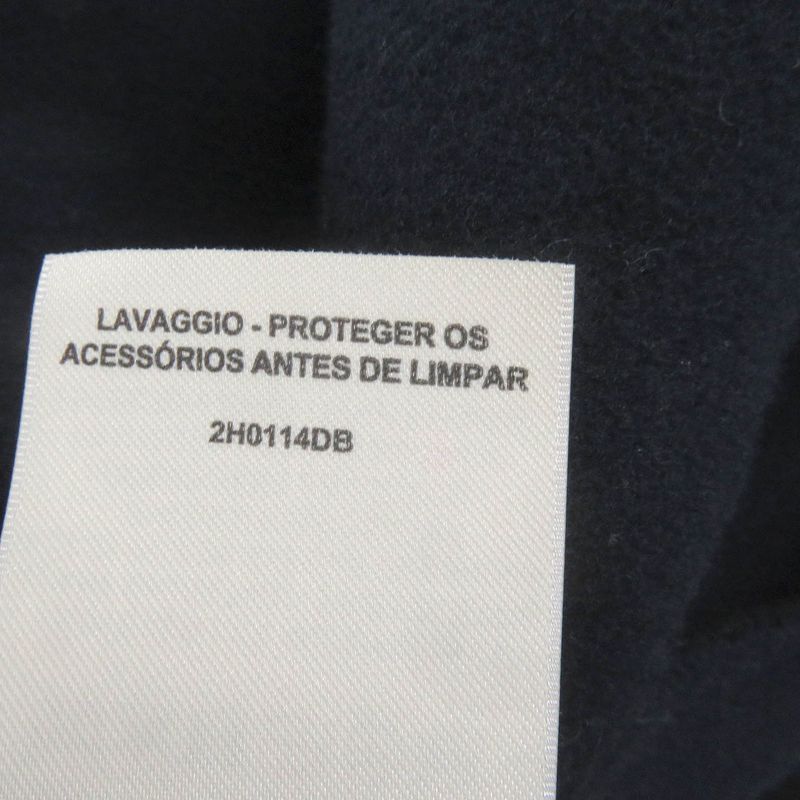 LAVAGGIO - PROTEGER OS
ACESSÓRIOS ANTES DE LIMPAR
2H0114DB